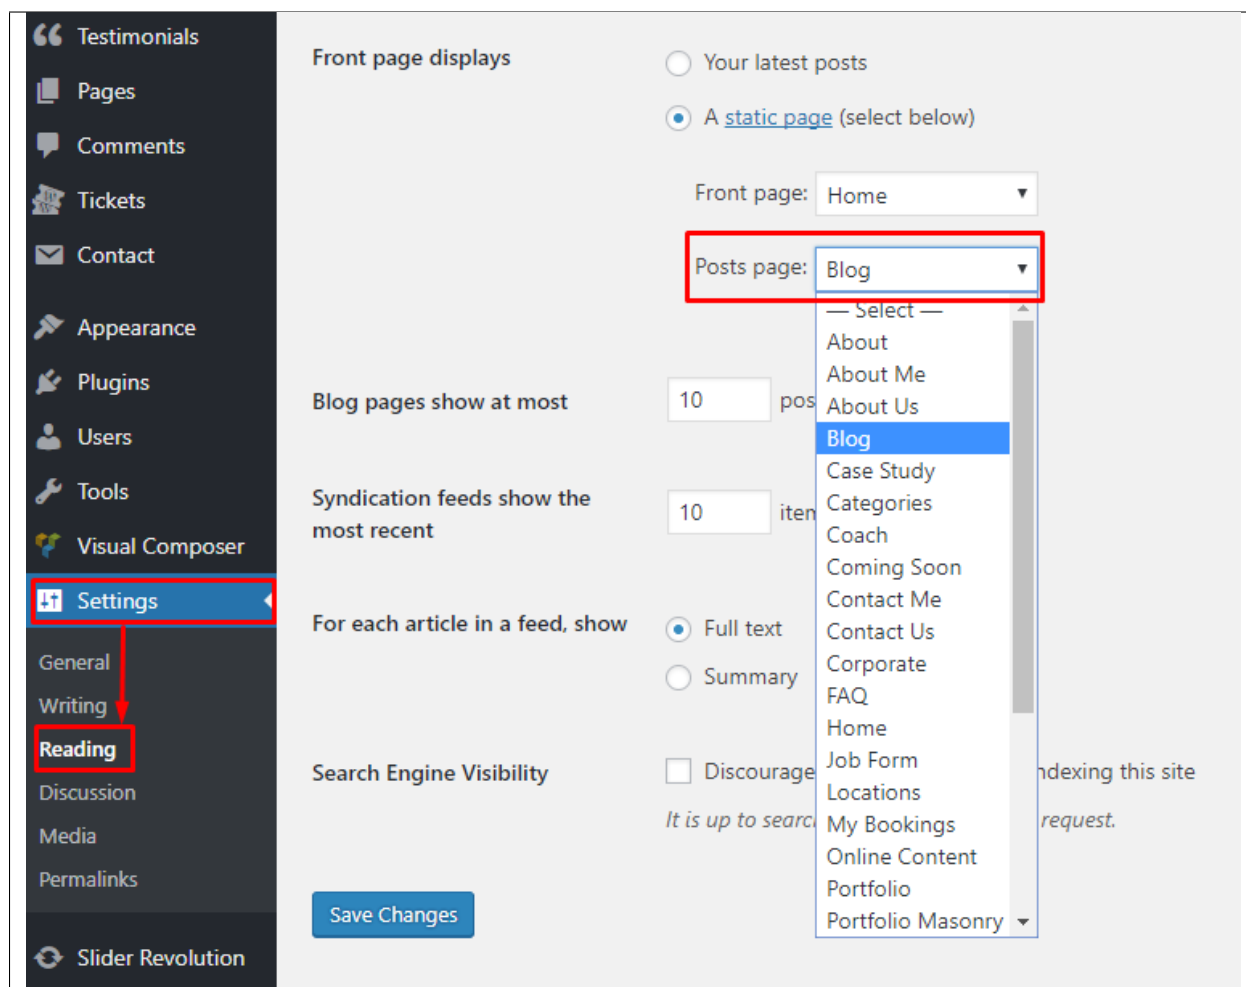 Testimonials
Pages
Comments
Tickets
Contact
Appearance
Plugins
Users
Tools
Visual Composer
Settings
General
Writing
Reading
Discussion
Media
Permalinks
Slider Revolution
Front page displays
Your latest posts
A static page (select below)
Front page: Home
Posts page: Blog
— Select —
About
About Me
About Us
Blog
Case Study
Categories
Coach
Coming Soon
Contact Me
Contact Us
Corporate
FAQ
Home
Job Form
Locations
My Bookings
Online Content
Portfolio
Portfolio Masonry
Blog pages show at most
10 pos
Syndication feeds show the
most recent
10 iten
For each article in a feed, show
Full text
Summary
Search Engine Visibility
Discourage ndexing this site
It is up to searc request.
Save Changes